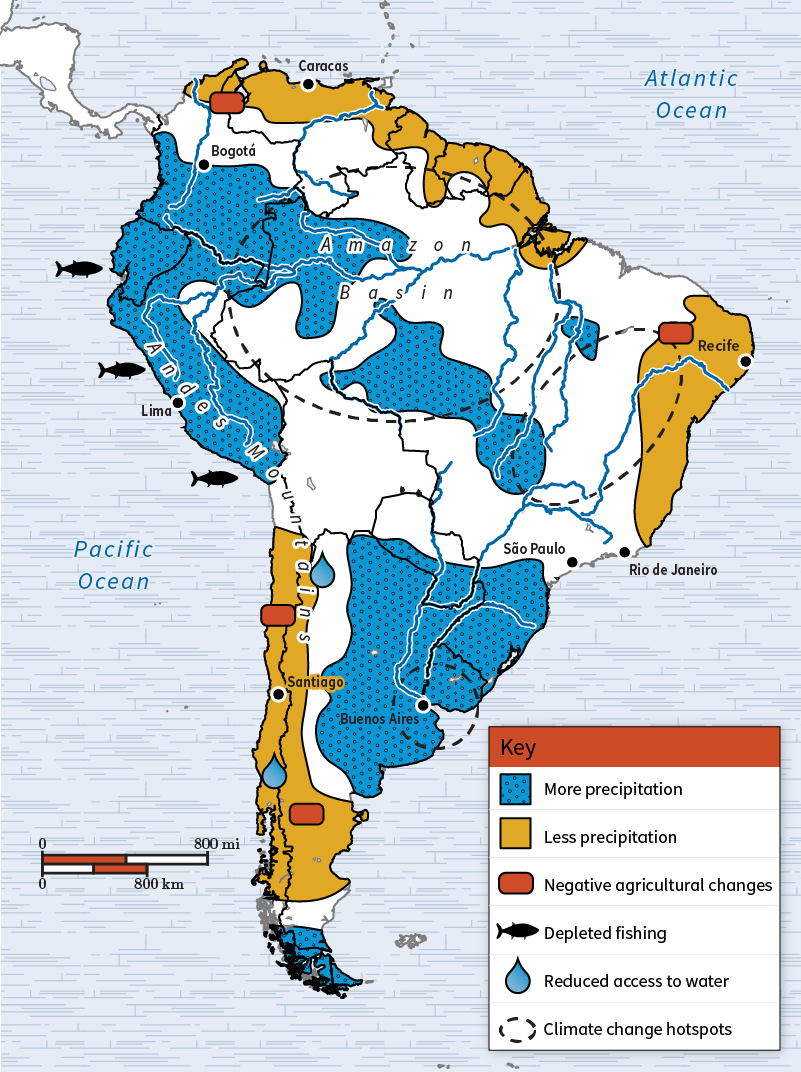 Caracas
Atlantic
Ocean
Bogotá
Amazon
Basin
Recife
Andes Mountains
Lima
Pacific
Ocean
São Paulo
Rio de Janeiro
Santiago
Buenos Aires
Key
More precipitation
Less precipitation
Negative agricultural changes
Depleted fishing
Reduced access to water
Climate change hotspots
0 800 mi
0 800 km